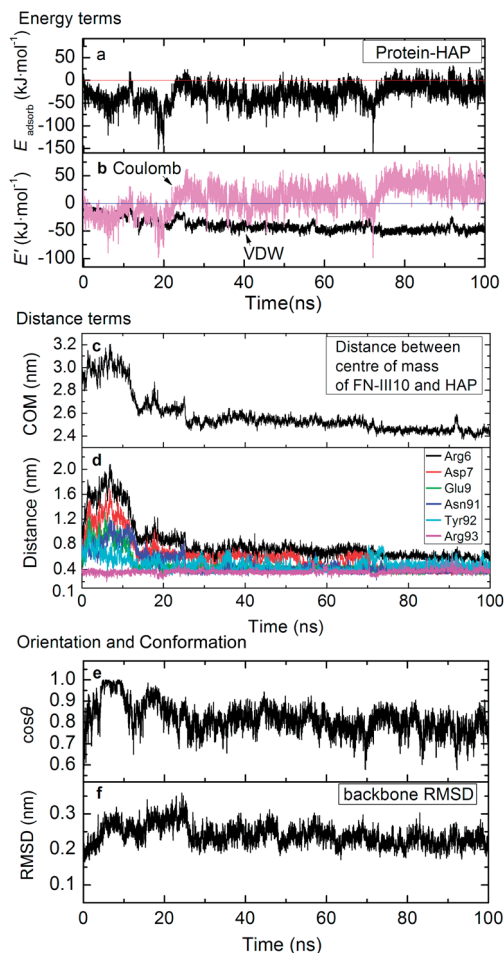 Energy terms
a
Protein-HAP
E adsorb (kJ·mol⁻¹)
50
0
-50
-100
-150
b
Coulomb
VDW
E' (kJ·mol⁻¹)
50
0
-50
-100
0 20 40 60 80 100
Time(ns)
Distance terms
c
Distance between
centre of mass
of FN-III10 and HAP
COM (nm)
3.2
3.0
2.8
2.6
2.4
d
Arg6
Asp7
Glu9
Asn91
Tyr92
Arg93
Distance (nm)
2.0
1.6
1.2
0.8
0.4
0.1
0 20 40 60 80 100
Time (ns)
Orientation and Conformation
e
cosθ
1.0
0.9
0.8
0.7
0.6
f
backbone RMSD
RMSD (nm)
0.3
0.2
0.1
0 20 40 60 80 100
Time (ns)